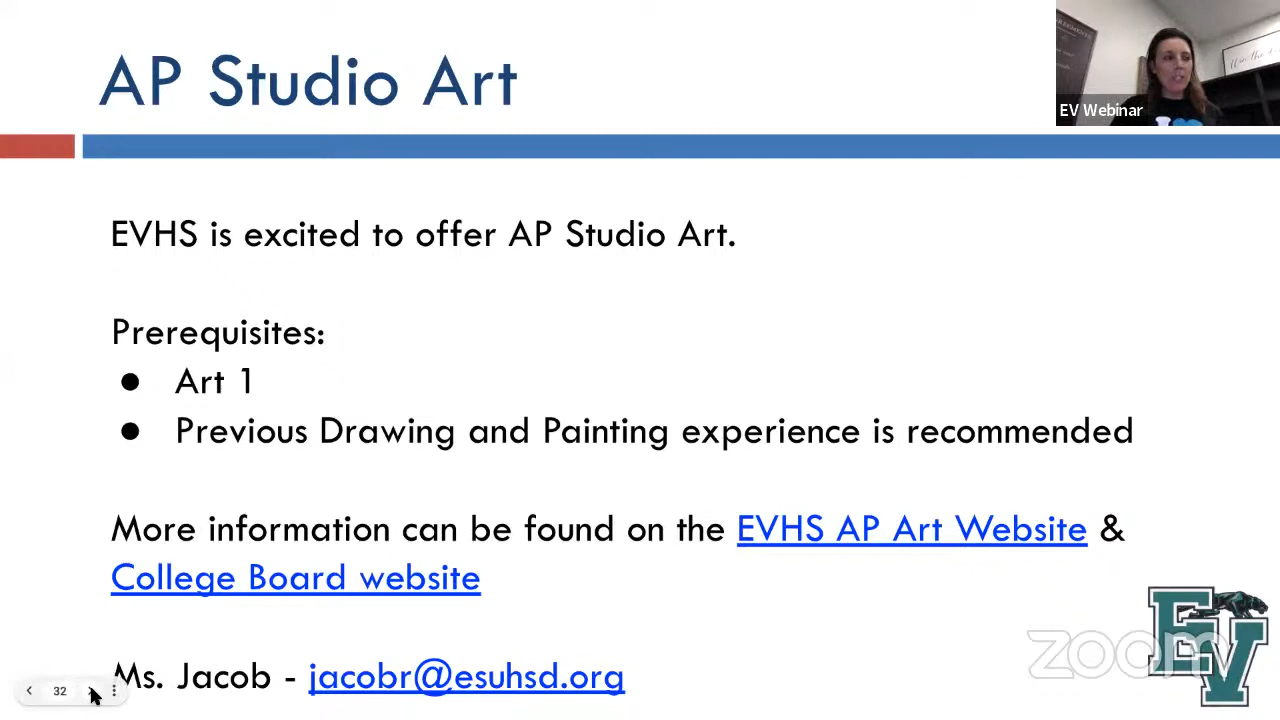 AP Studio Art
EV Webinar
EVHS is excited to offer AP Studio Art.
Prerequisites:
● Art 1
● Previous Drawing and Painting experience is recommended
More information can be found on the EVHS AP Art Website &
College Board website
Ms. Jacob - jacobr@esuhsd.org
32
zoom
EV